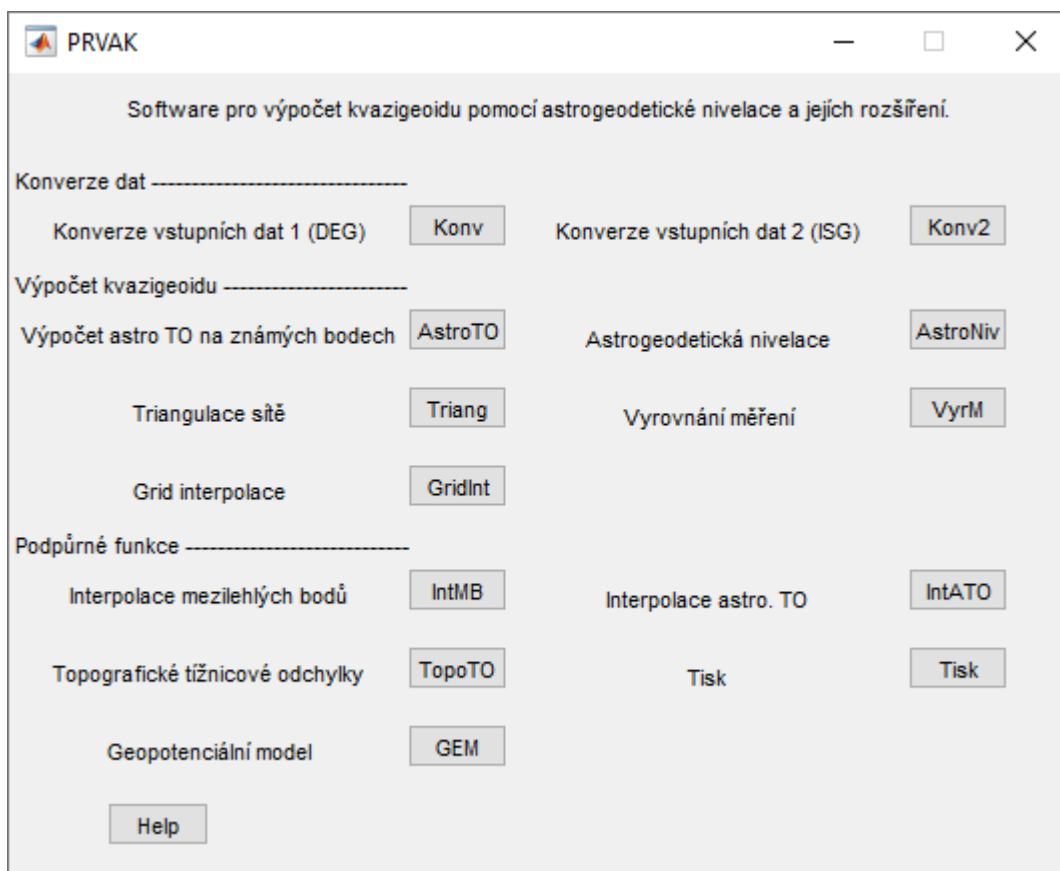 PRVAK
Software pro výpočet kvazigeoidu pomocí astrogeodetické nivelace a jejích rozšíření.
Konverze dat --------------------------------
Konverze vstupních dat 1 (DEG) Konv Konverze vstupních dat 2 (ISG) Konv2
Výpočet kvazigeoidu -----------------------
Výpočet astro TO na známých bodech AstroTO Astrogeodetická nivelace AstroNiv
Triangulace sítě Triang Vyrovnání měření VyrM
Grid interpolace GridInt
Podpůrné funkce ----------------------------
Interpolace mezilehlých bodů IntMB Interpolace astro. TO IntATO
Topografické tížnicové odchylky TopoTO Tisk Tisk
Geopotenciální model GEM
Help